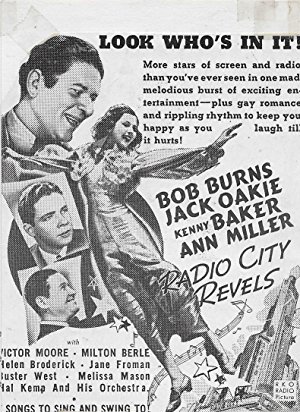 LOOK WHO'S IN IT!
More stars of screen and radio
than you've ever seen in one mad
melodious burst of exciting en-
tertainment—plus gay romance
and rippling rhythm to keep you
happy as you laugh till
it hurts!
BOB BURNS
JACK OAKIE
KENNY BAKER
ANN MILLER
RADIO CITY
REVELS
with
VICTOR MOORE - MILTON BERLE
Helen Broderick - Jane Froman
Buster West - Melissa Mason
Hal Kemp And His Orchestra.
RKO
RADIO
Picture
SONGS TO SING AND SWING TO!